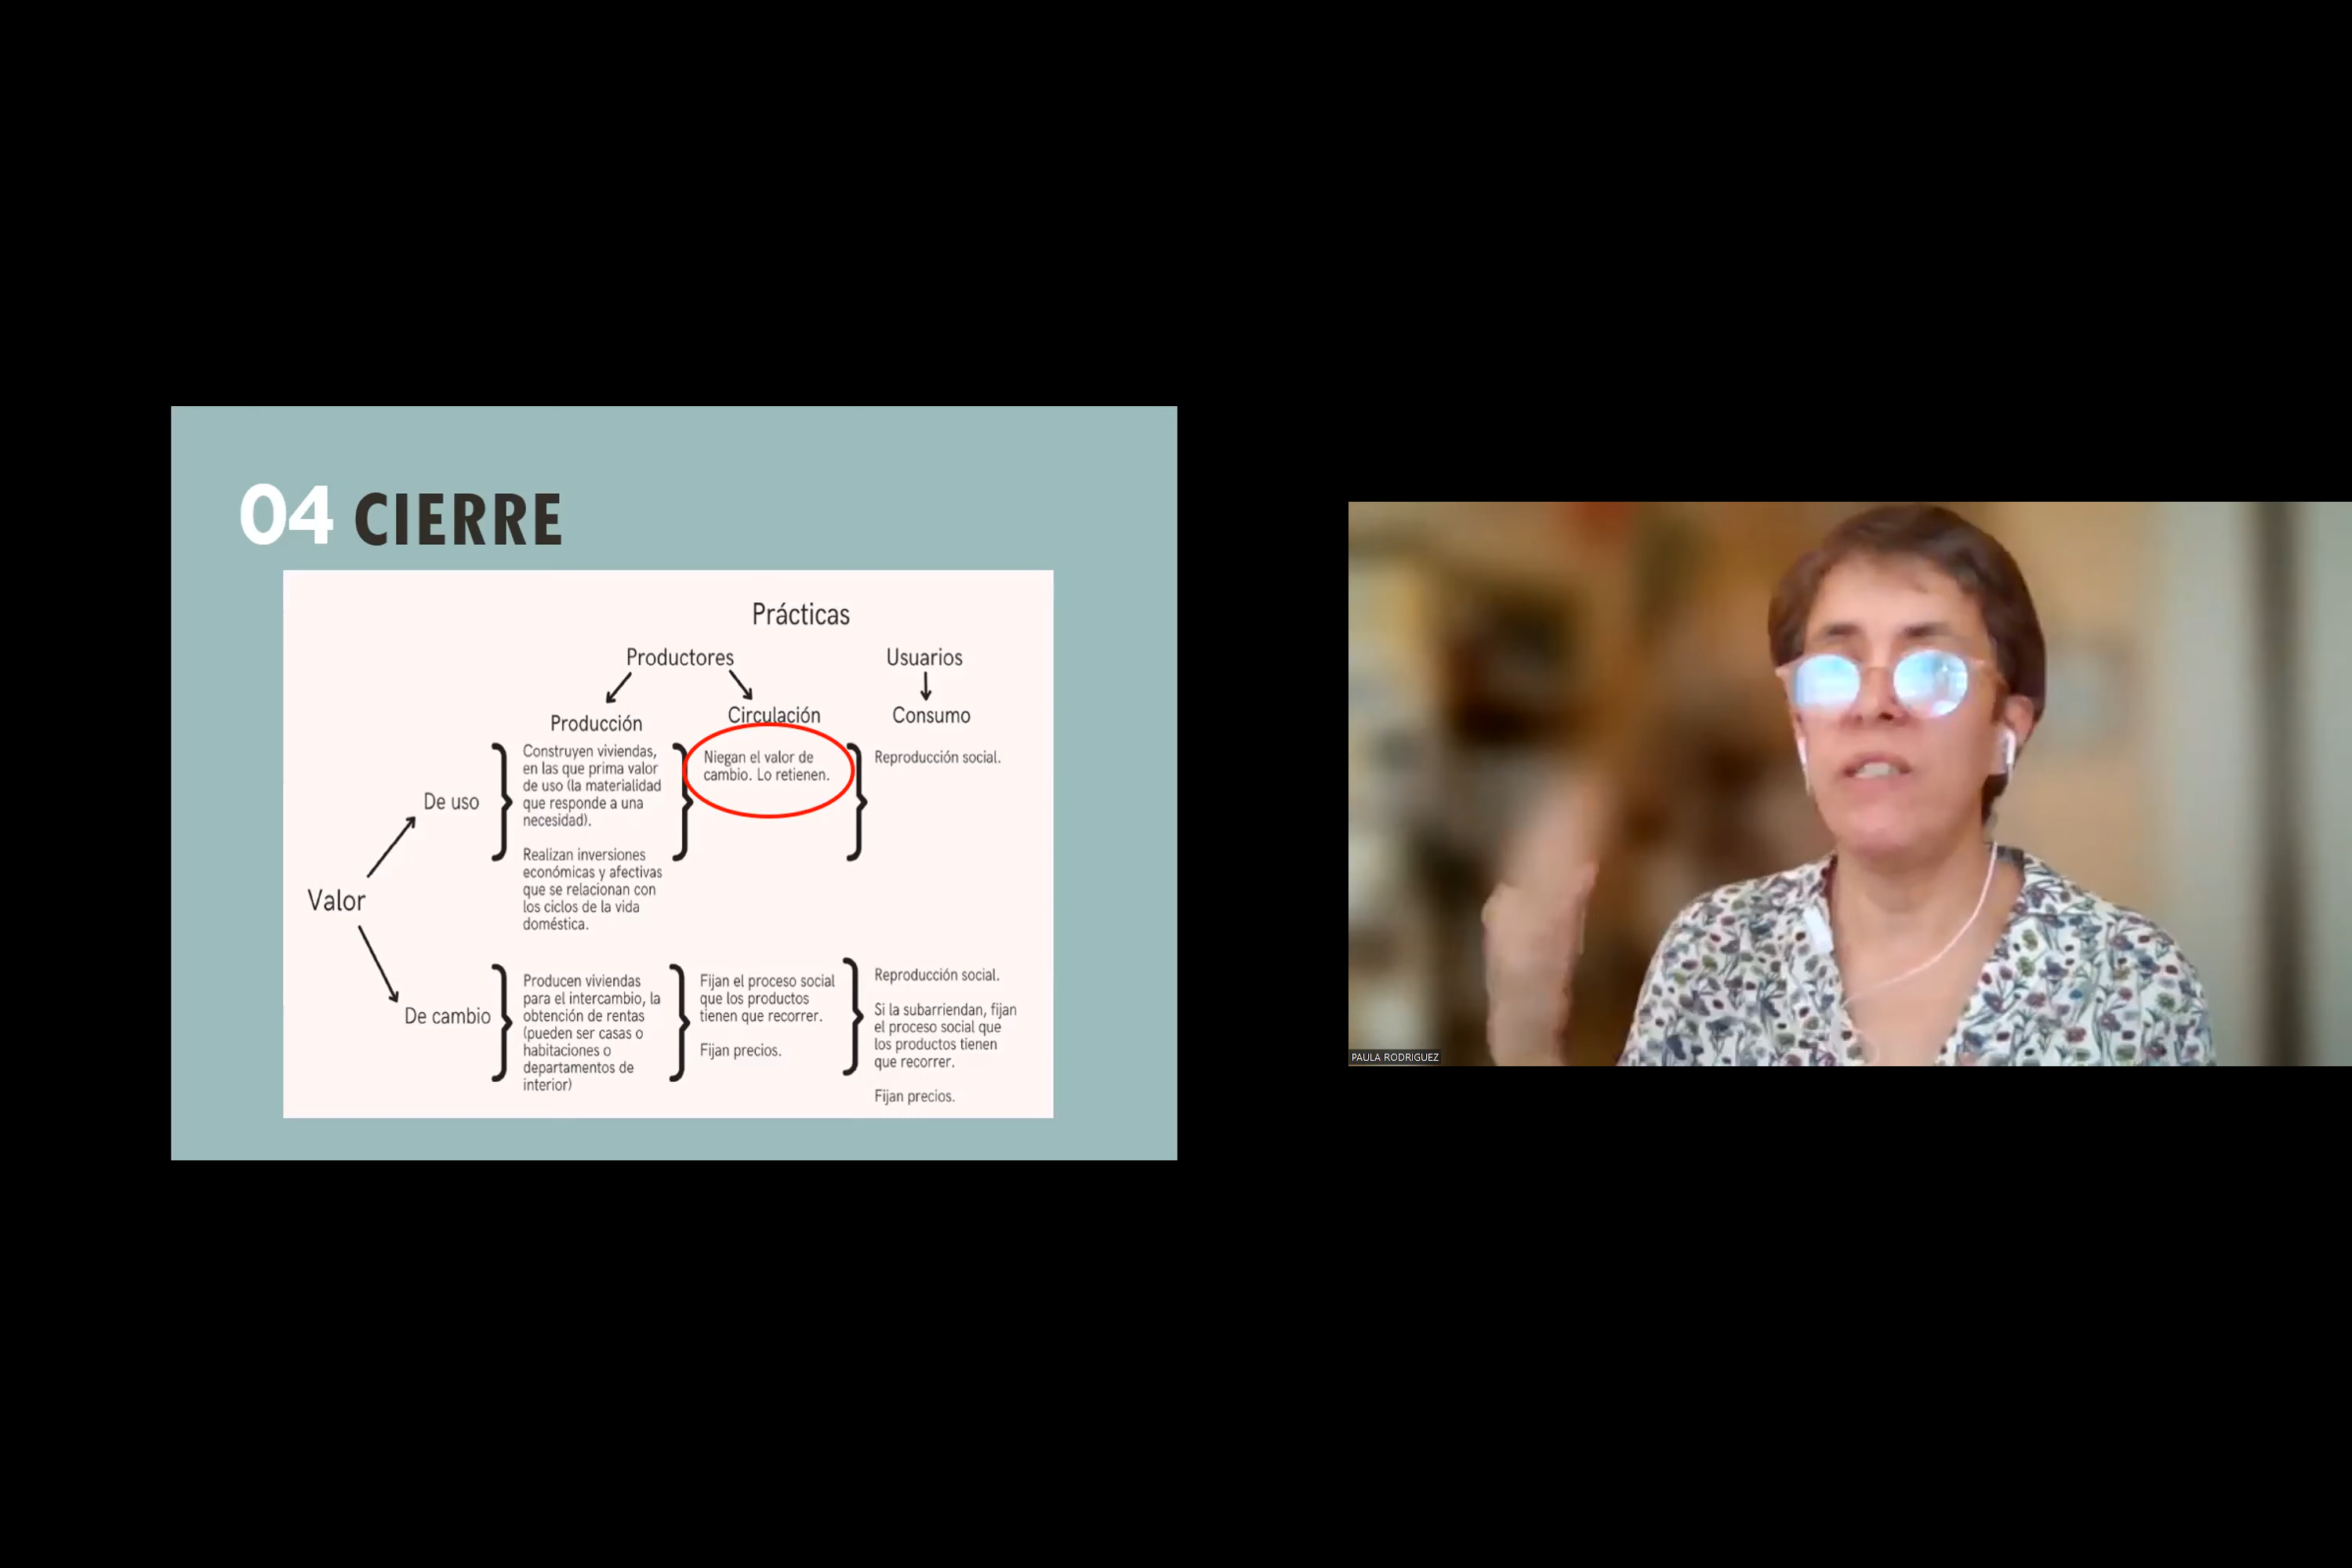 04 CIERRE
Prácticas
Productores
Usuarios
Producción
Circulación
Consumo
Valor
De uso
Construyen viviendas,
en las que prima valor
de uso (la materialidad
que responde a una
necesidad).
Realizan inversiones
económicas y afectivas
que se relacionan con
los ciclos de la vida
doméstica.
Niegan el valor de
cambio. Lo retienen.
Reproducción social.
De cambio
Producen viviendas
para el intercambio, la
obtención de rentas
(pueden ser casas o
habitaciones o
departamentos de
interior)
Fijan el proceso social
que los productos
tienen que recorrer.
Fijan precios.
Reproducción social.
Si la subarriendan, fijan
el proceso social que
los productos tienen
que recorrer.
Fijan precios.
PAULA RODRIGUEZ